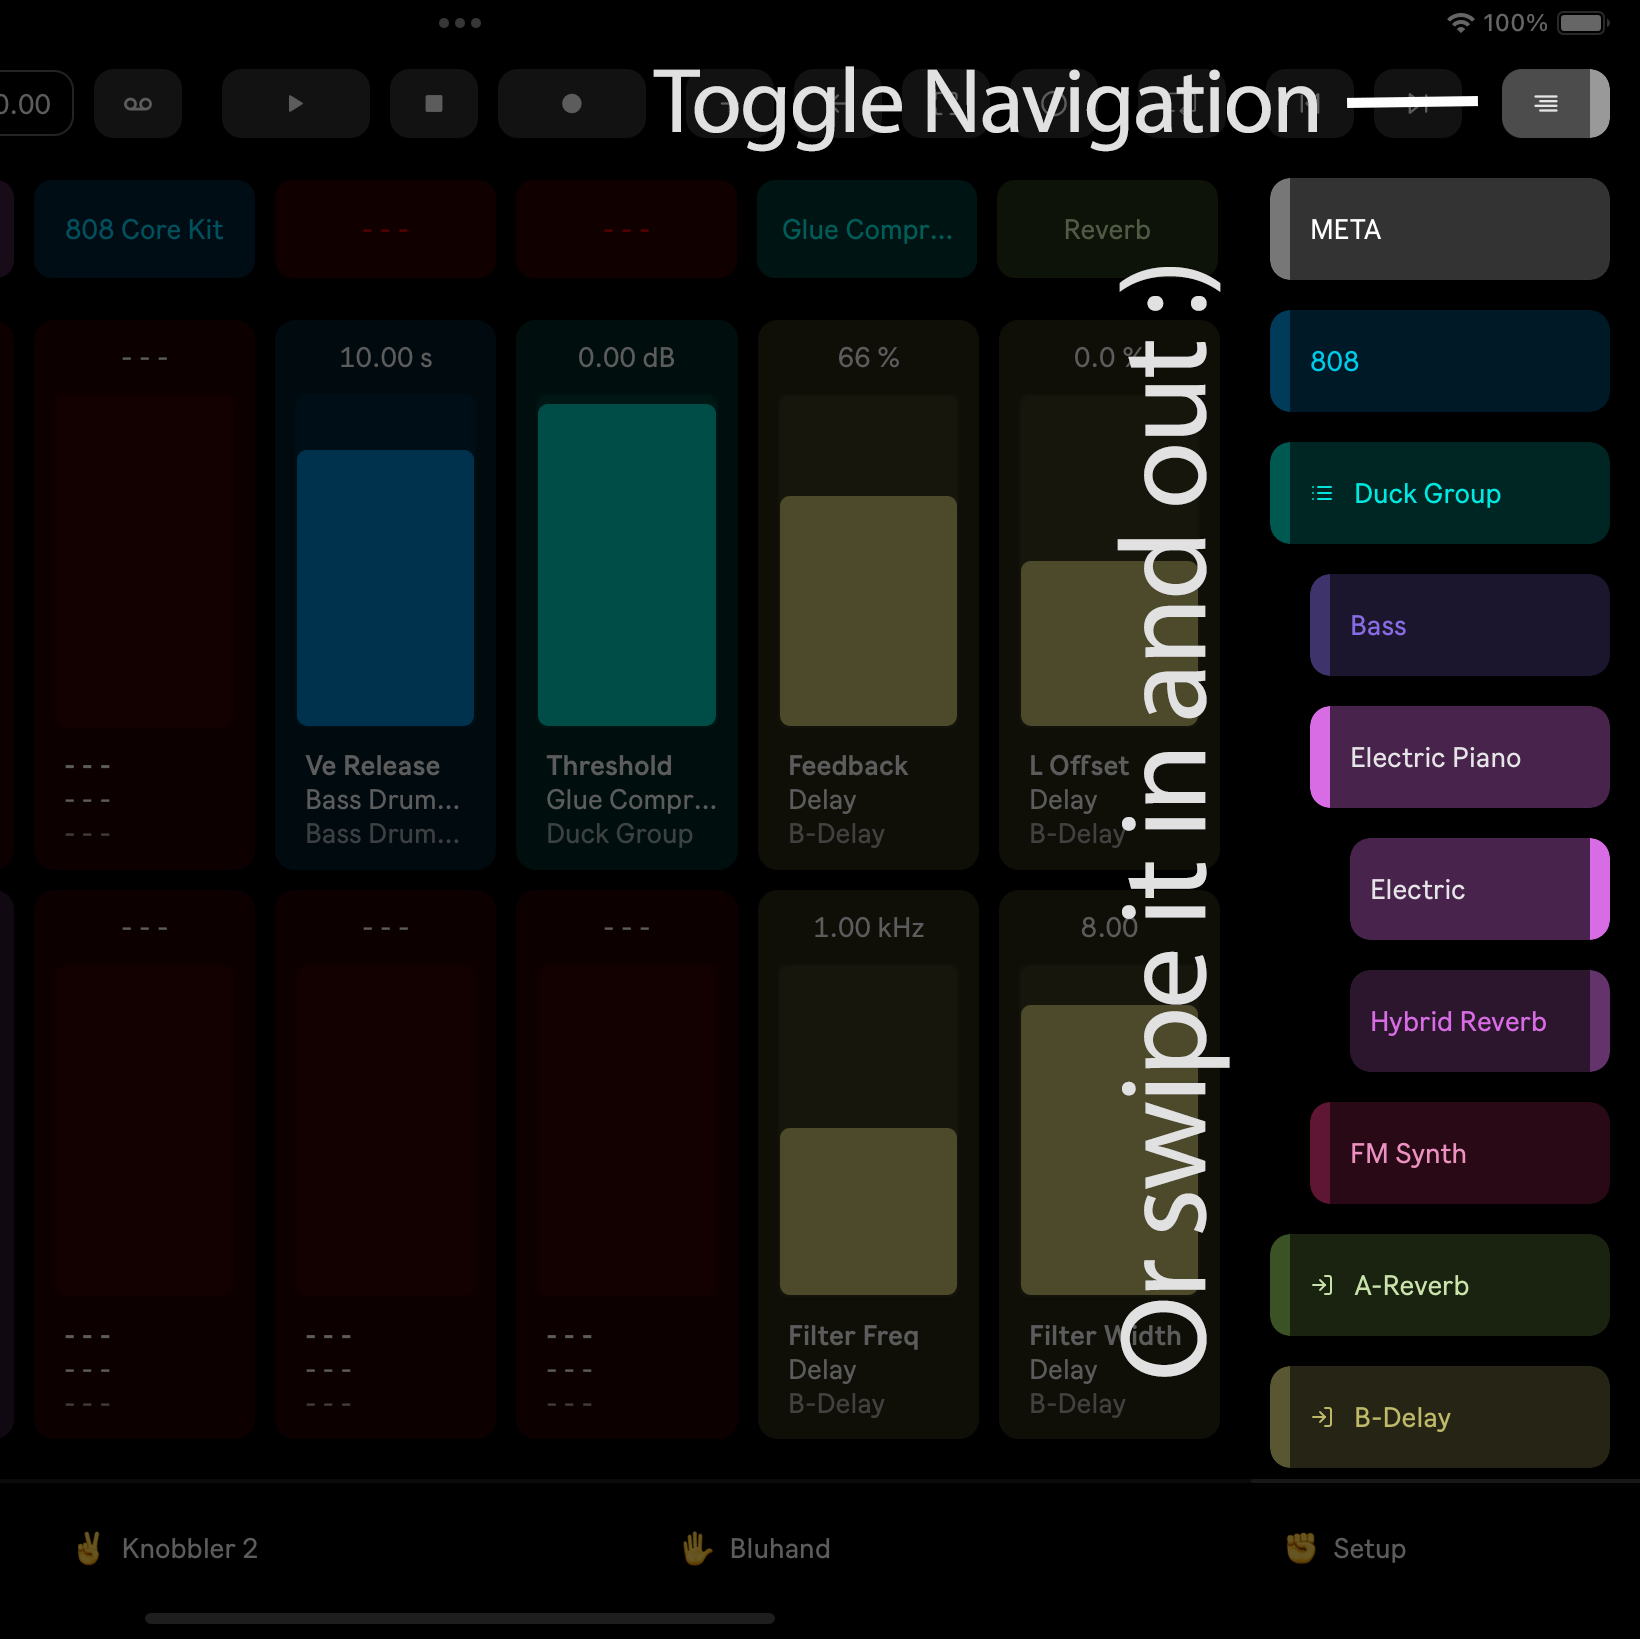 100%
0.00
Toggle Navigation
808 Core Kit
- - -
- - -
Glue Compr...
Reverb
- - -
- - -
- - -
- - -
10.00 s
Ve Release
Bass Drum...
Bass Drum...
0.00 dB
Threshold
Glue Compr...
Duck Group
66 %
Feedback
Delay
B-Delay
0.0 %
L Offset
Delay
B-Delay
- - -
- - -
- - -
- - -
- - -
- - -
- - -
- - -
- - -
- - -
- - -
- - -
1.00 kHz
Filter Freq
Delay
B-Delay
8.00
Filter Width
Delay
B-Delay
Or swipe it in and out :)
META
808
Duck Group
Bass
Electric Piano
Electric
Hybrid Reverb
FM Synth
A-Reverb
B-Delay
✌️ Knobbler 2
🖐️ Bluhand
✊ Setup